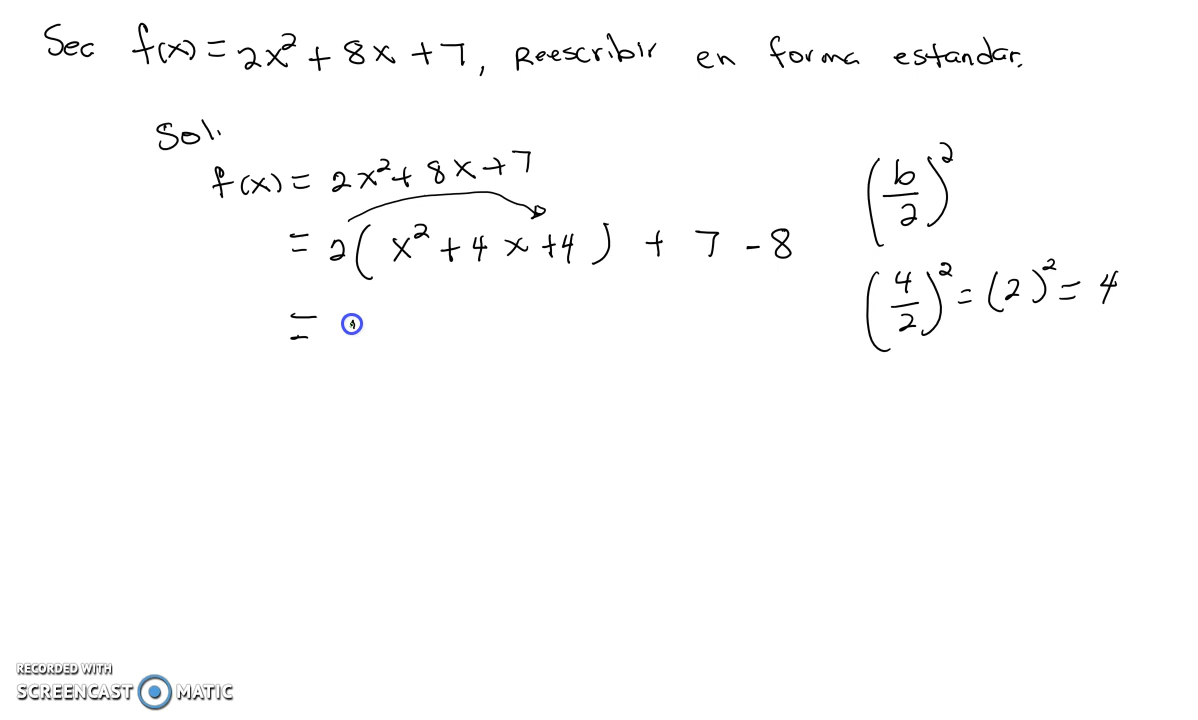 Sea f(x) = 2x² + 8x + 7, Reescribir en forma estandar.
Sol.
f(x) = 2x² + 8x + 7
= 2( x² + 4x + 4 ) + 7 - 8
=
(b/2)²
(4/2)² = (2)² = 4
RECORDED WITH
SCREENCAST MATIC